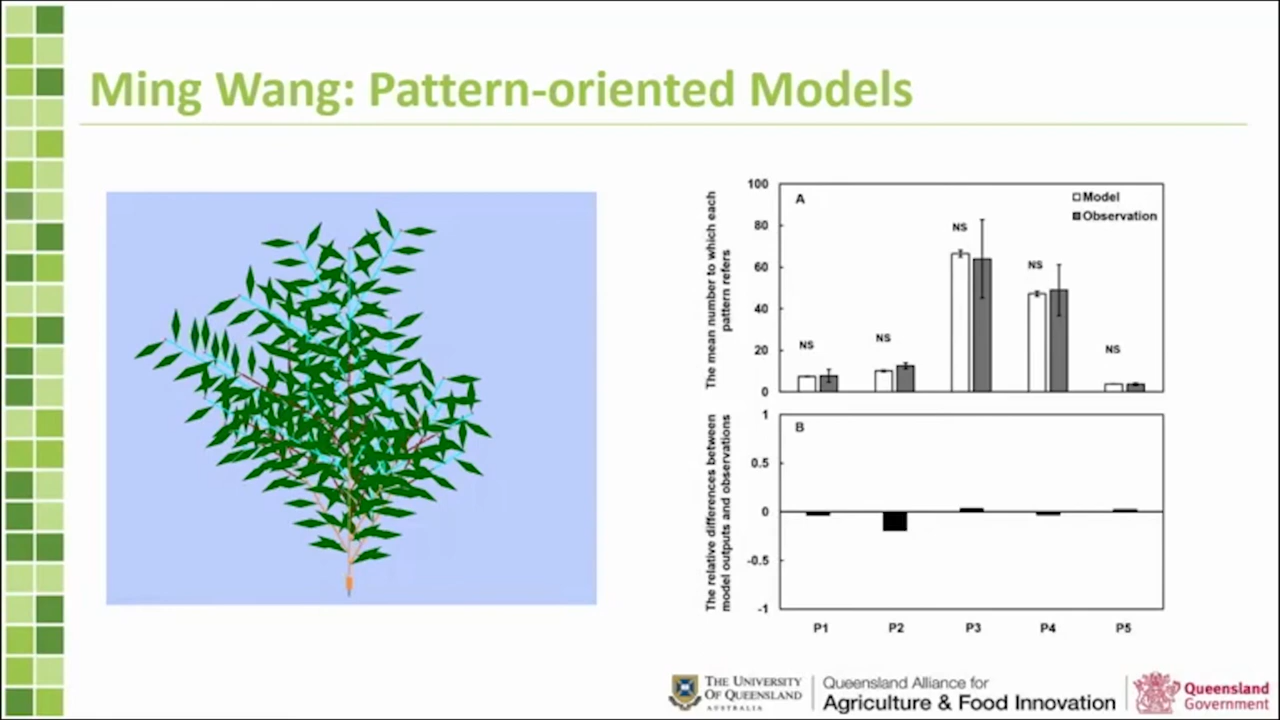 Ming Wang: Pattern-oriented Models
The mean number to which each
pattern refers
100
80
60
40
20
0
A
Model
Observation
NS
NS
NS
NS
NS
The relative differences between
model outputs and observations
1
0.5
0
-0.5
-1
B
P1 P2 P3 P4 P5
THE UNIVERSITY
OF QUEENSLAND
AUSTRALIA
Queensland Alliance for
Agriculture & Food Innovation
Queensland
Government